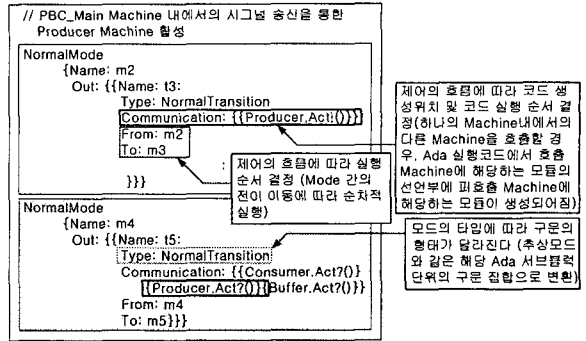 // PBC_Main Machine 내에서의 시그널 송신을 통한
Producer Machine 활성
NormalMode
{Name: m2
Out: {{Name: t3:
Type: NormalTransition
Communication: {{Producer.Act!()}}
From: m2
To: m3
:
}}}
제어의 흐름에 따라 실행
순서 결정 (Mode 간의
전이 이동에 따라 순차적
실행)
제어의 흐름에 따라 코드 생
성위치 및 코드 실행 순서 결
정(하나의 Machine내에서의
다른 Machine을 호출할 경
우, Ada 실행코드에서 호출
Machine에 해당하는 모듈의
선언부에 피호출 Machine에
해당하는 모듈이 생성되어짐)
NormalMode
{Name: m4
Out: {{Name: t5:
Type: NormalTransition
Communication: {{Consumer.Act?()}
{{Producer.Act?()}{Buffer.Act?()}}
From: m4
To: m5}}}
모드의 타입에 따라 구문의
형태가 달라진다 (추상모드
와 같은 해당 Ada 서브블럭
단위의 구문 집합으로 변환)